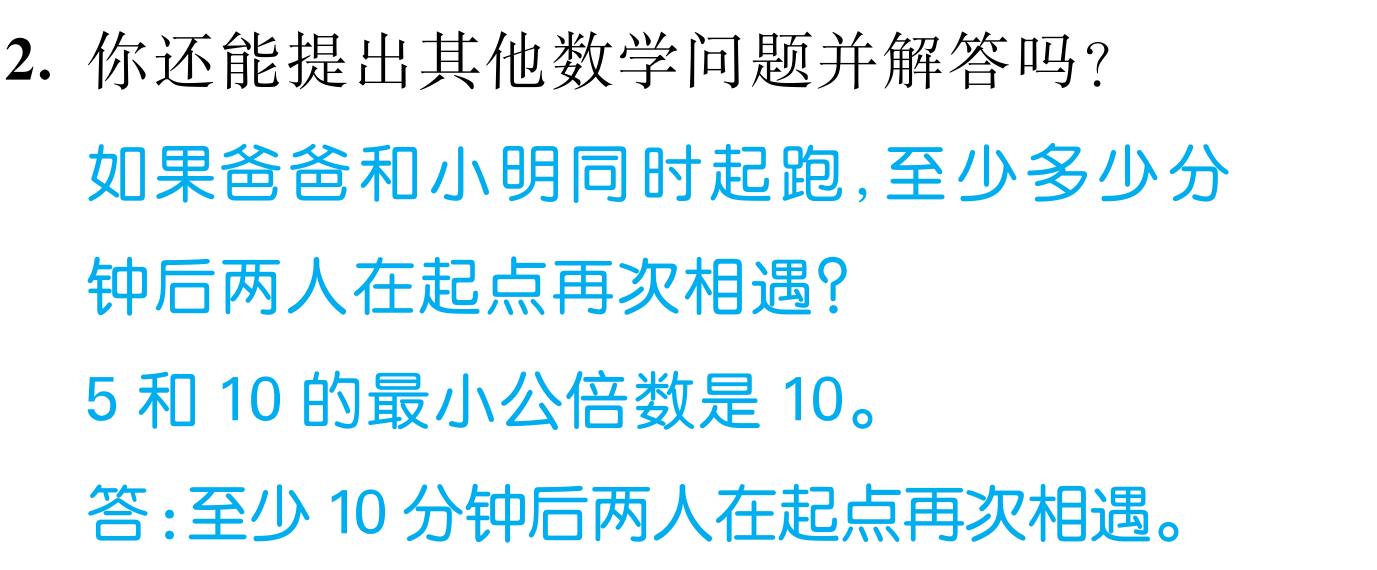 2. 你还能提出其他数学问题并解答吗?
如果爸爸和小明同时起跑,至少多少分
钟后两人在起点再次相遇?
5 和 10 的最小公倍数是 10。
答:至少 10 分钟后两人在起点再次相遇。